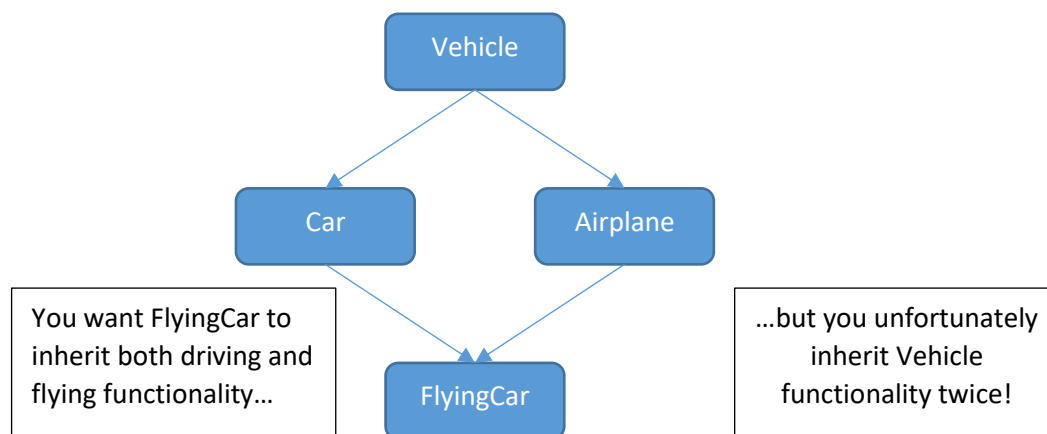 Vehicle
Car
Airplane
You want FlyingCar to
inherit both driving and
flying functionality…
…but you unfortunately
inherit Vehicle
functionality twice!
FlyingCar